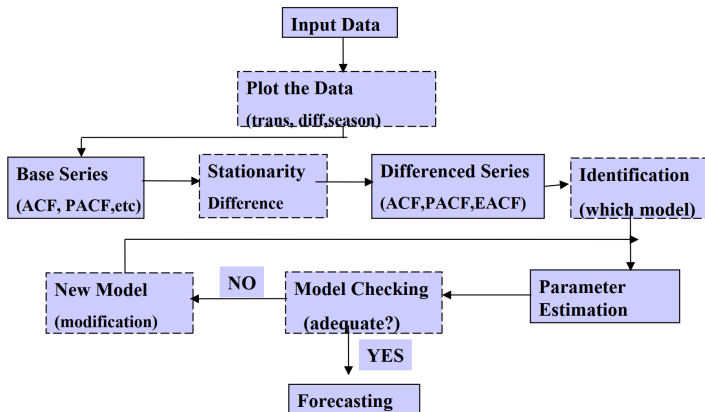 Input Data
Plot the Data
(trans, diff,season)
Base Series
(ACF, PACF,etc)
Stationarity
Difference
Differenced Series
(ACF,PACF,EACF)
Identification
(which model)
Parameter
Estimation
Model Checking
(adequate?)
NO
New Model
(modification)
YES
Forecasting